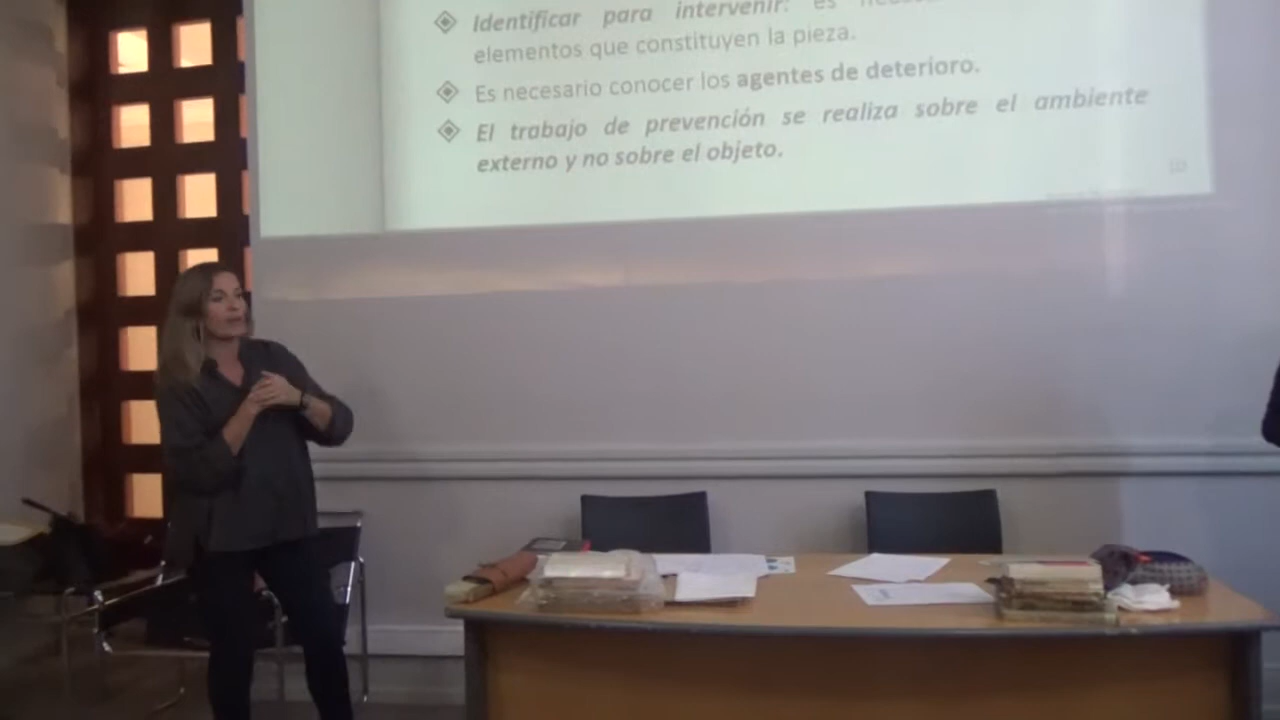 Identificar para intervenir: es
elementos que constituyen la pieza.
Es necesario conocer los agentes de deterioro.
El trabajo de prevención se realiza sobre el ambiente
externo y no sobre el objeto.